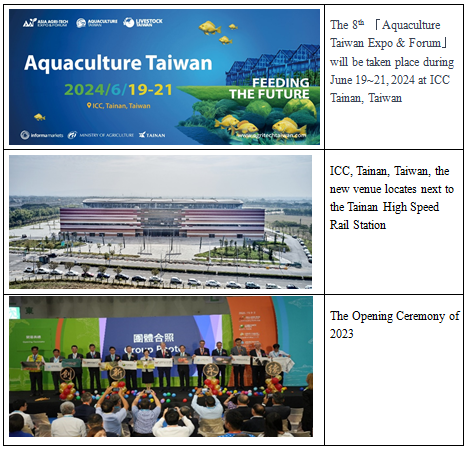 ASIA AGRI-TECH
EXPO & FORUM
AQUACULTURE
TAIWAN
LIVESTOCK
TAIWAN
Aquaculture Taiwan
2024/6/19-21
ICC, Tainan, Taiwan
FEEDING
THE FUTURE
informa markets
MINISTRY OF AGRICULTURE
TAINAN
www.agritechtaiwan.com
The 8th 「Aquaculture
Taiwan Expo & Forum」
will be taken place during
June 19~21, 2024 at ICC
Tainan, Taiwan
ICC, Tainan, Taiwan, the
new venue locates next to
the Tainan High Speed
Rail Station
團體合照
Group Photo
The Opening Ceremony of
2023